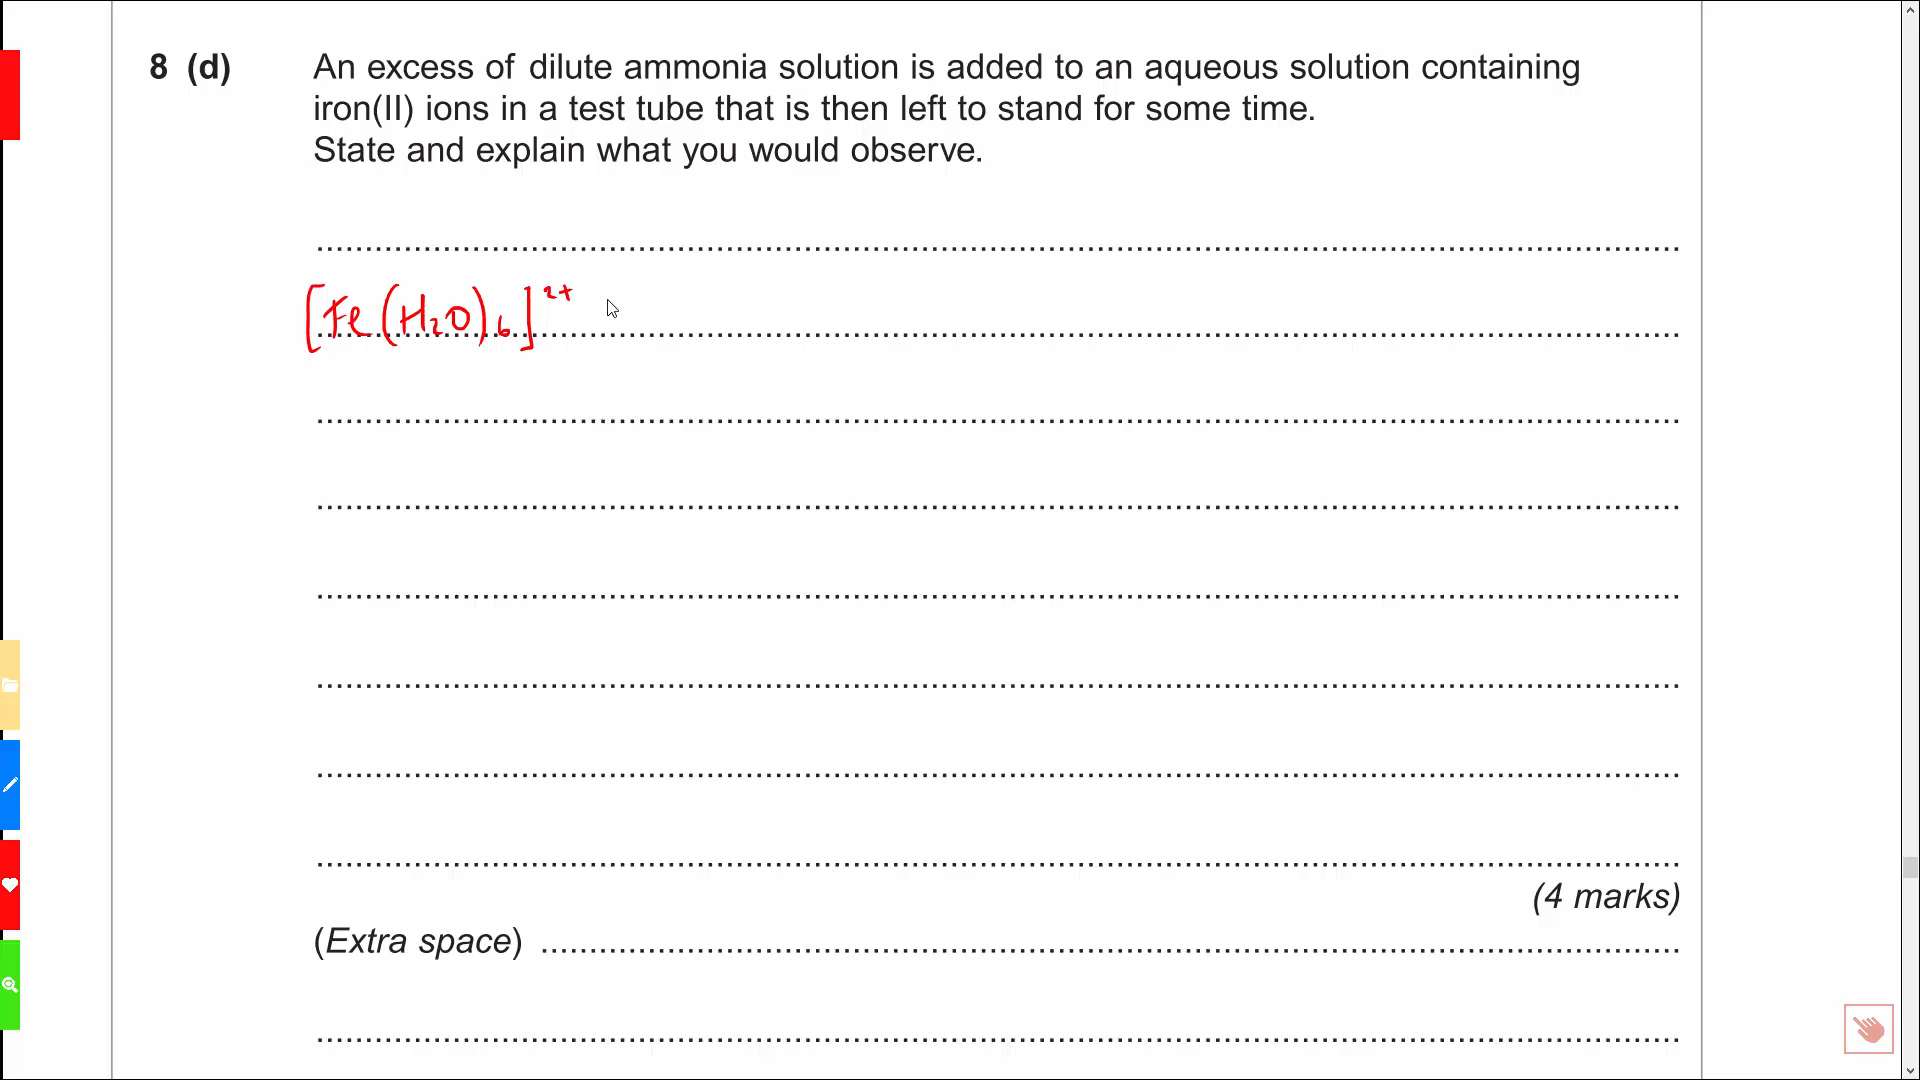 8 (d) An excess of dilute ammonia solution is added to an aqueous solution containing
iron(II) ions in a test tube that is then left to stand for some time.
State and explain what you would observe.
[Fe(H₂O)₆]²⁺
(4 marks)
(Extra space)